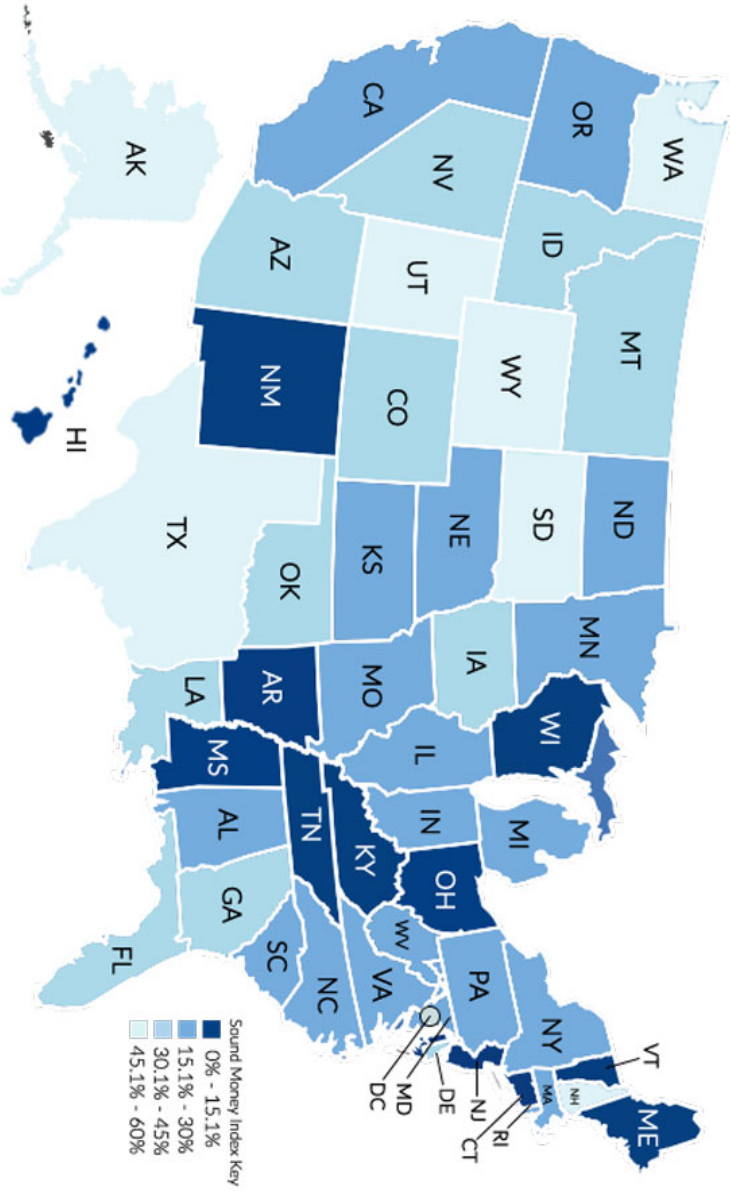 WA
OR
CA
NV
ID
MT
UT
AZ
WY
CO
NM
ND
SD
NE
KS
OK
TX
MN
IA
MO
AR
LA
WI
IL
MS
MI
IN
KY
TN
AL
OH
WV
GA
FL
SC
NC
VA
PA
NY
VT
NH
ME
MA
RI
CT
NJ
DE
MD
DC
AK
HI
Sound Money Index Key
0% - 15.1%
15.1% - 30%
30.1% - 45%
45.1% - 60%